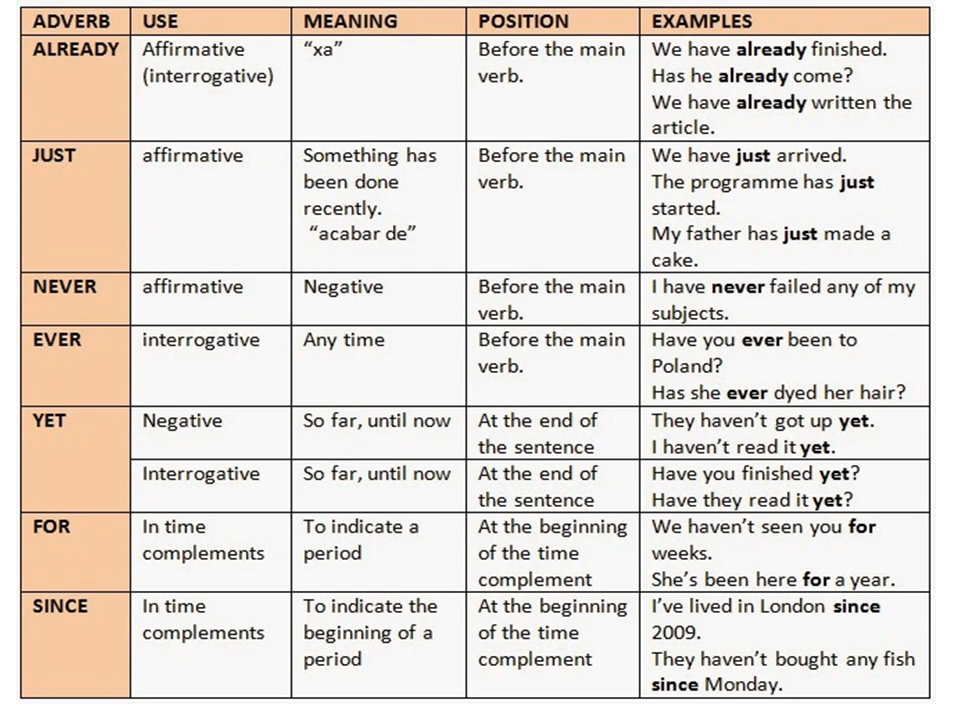 ADVERB USE MEANING POSITION EXAMPLES
ALREADY Affirmative “xa” Before the main We have already finished.
(interrogative) verb. Has he already come?
We have already written the
article.
JUST affirmative Something has Before the main We have just arrived.
been done verb. The programme has just
recently. started.
“acabar de” My father has just made a
cake.
NEVER affirmative Negative Before the main I have never failed any of my
verb. subjects.
EVER interrogative Any time Before the main Have you ever been to
verb. Poland?
Has she ever dyed her hair?
YET Negative So far, until now At the end of They haven’t got up yet.
the sentence I haven’t read it yet.
Interrogative So far, until now At the end of Have you finished yet?
the sentence Have they read it yet?
FOR In time To indicate a At the beginning We haven’t seen you for
complements period of the time weeks.
complement She’s been here for a year.
SINCE In time To indicate the At the beginning I’ve lived in London since
complements beginning of a of the time 2009.
period complement They haven’t bought any fish
since Monday.